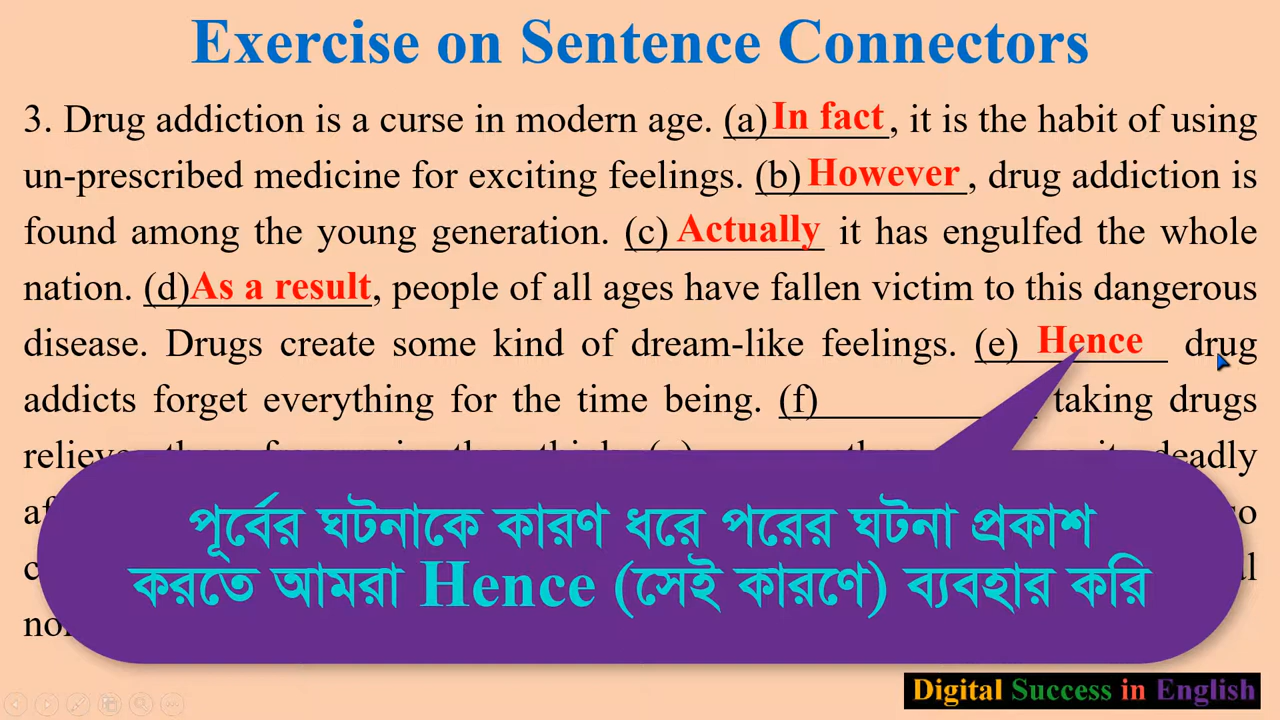 Exercise on Sentence Connectors
3. Drug addiction is a curse in modern age. (a) In fact, it is the habit of using
un-prescribed medicine for exciting feelings. (b) However, drug addiction is
found among the young generation. (c) Actually it has engulfed the whole
nation. (d) As a result, people of all ages have fallen victim to this dangerous
disease. Drugs create some kind of dream-like feelings. (e) Hence drug
addicts forget everything for the time being. (f)__________ taking drugs
deadly
পূর্বের ঘটনাকে কারণ ধরে পরের ঘটনা প্রকাশ
করতে আমরা Hence (সেই কারণে) ব্যবহার করি
Digital Success in English